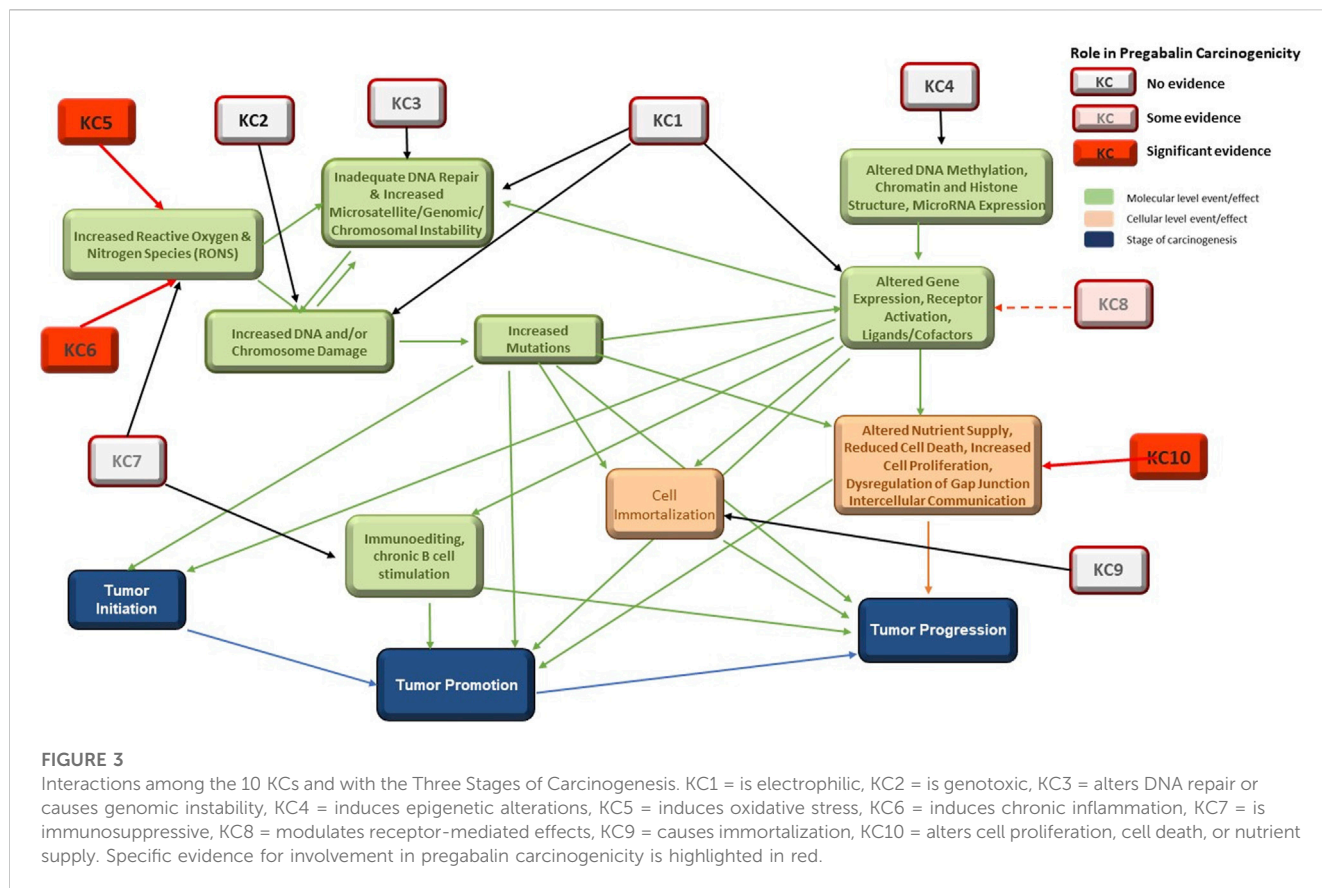 Role in Pregabalin Carcinogenicity
KC No evidence
KC Some evidence
KC Significant evidence
Molecular level event/effect
Cellular level event/effect
Stage of carcinogenesis
KC5
KC2
KC3
KC1
KC4
Inadequate DNA Repair
& Increased
Microsatellite/Genomic/
Chromosomal Instability
Altered DNA Methylation,
Chromatin and Histone
Structure, MicroRNA Expression
Increased Reactive Oxygen &
Nitrogen Species (RONS)
Altered Gene
Expression, Receptor
Activation,
Ligands/Cofactors
KC8
KC6
Increased DNA and/or
Chromosome Damage
Increased
Mutations
KC7
Altered Nutrient Supply,
Reduced Cell Death, Increased
Cell Proliferation,
Dysregulation of Gap Junction
Intercellular Communication
KC10
Cell
Immortalization
Immunoediting,
chronic B cell
stimulation
KC9
Tumor
Initiation
Tumor Progression
Tumor Promotion
FIGURE 3
Interactions among the 10 KCs and with the Three Stages of Carcinogenesis. KC1 = is electrophilic, KC2 = is genotoxic, KC3 = alters DNA repair or
causes genomic instability, KC4 = induces epigenetic alterations, KC5 = induces oxidative stress, KC6 = induces chronic inflammation, KC7 = is
immunosuppressive, KC8 = modulates receptor-mediated effects, KC9 = causes immortalization, KC10 = alters cell proliferation, cell death, or nutrient
supply. Specific evidence for involvement in pregabalin carcinogenicity is highlighted in red.